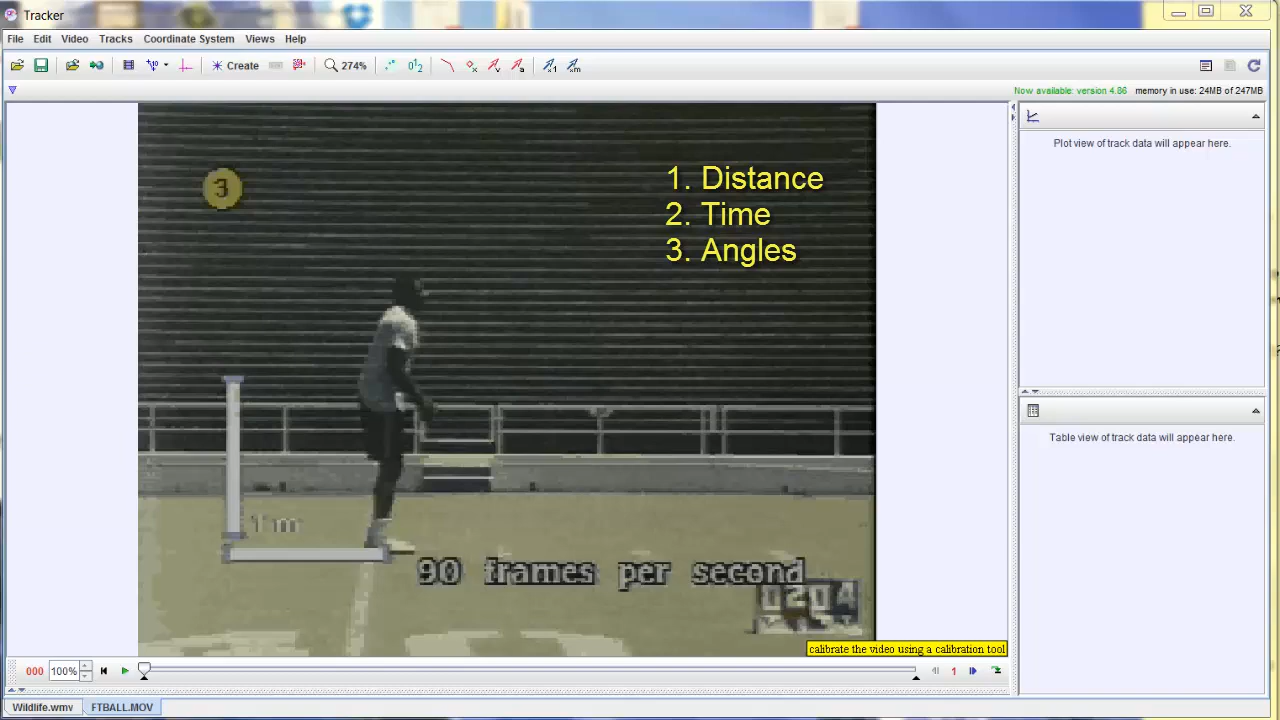 Tracker
File Edit Video Tracks Coordinate System Views Help
Create 274%
Now available: version 4.86 memory in use: 24MB of 247MB
Plot view of track data will appear here.
3
1. Distance
2. Time
3. Angles
Table view of track data will appear here.
1 m
90 frames per second
0204
calibrate the video using a calibration tool
000 100% 1
Wildlife.wmv FTBALL.MOV